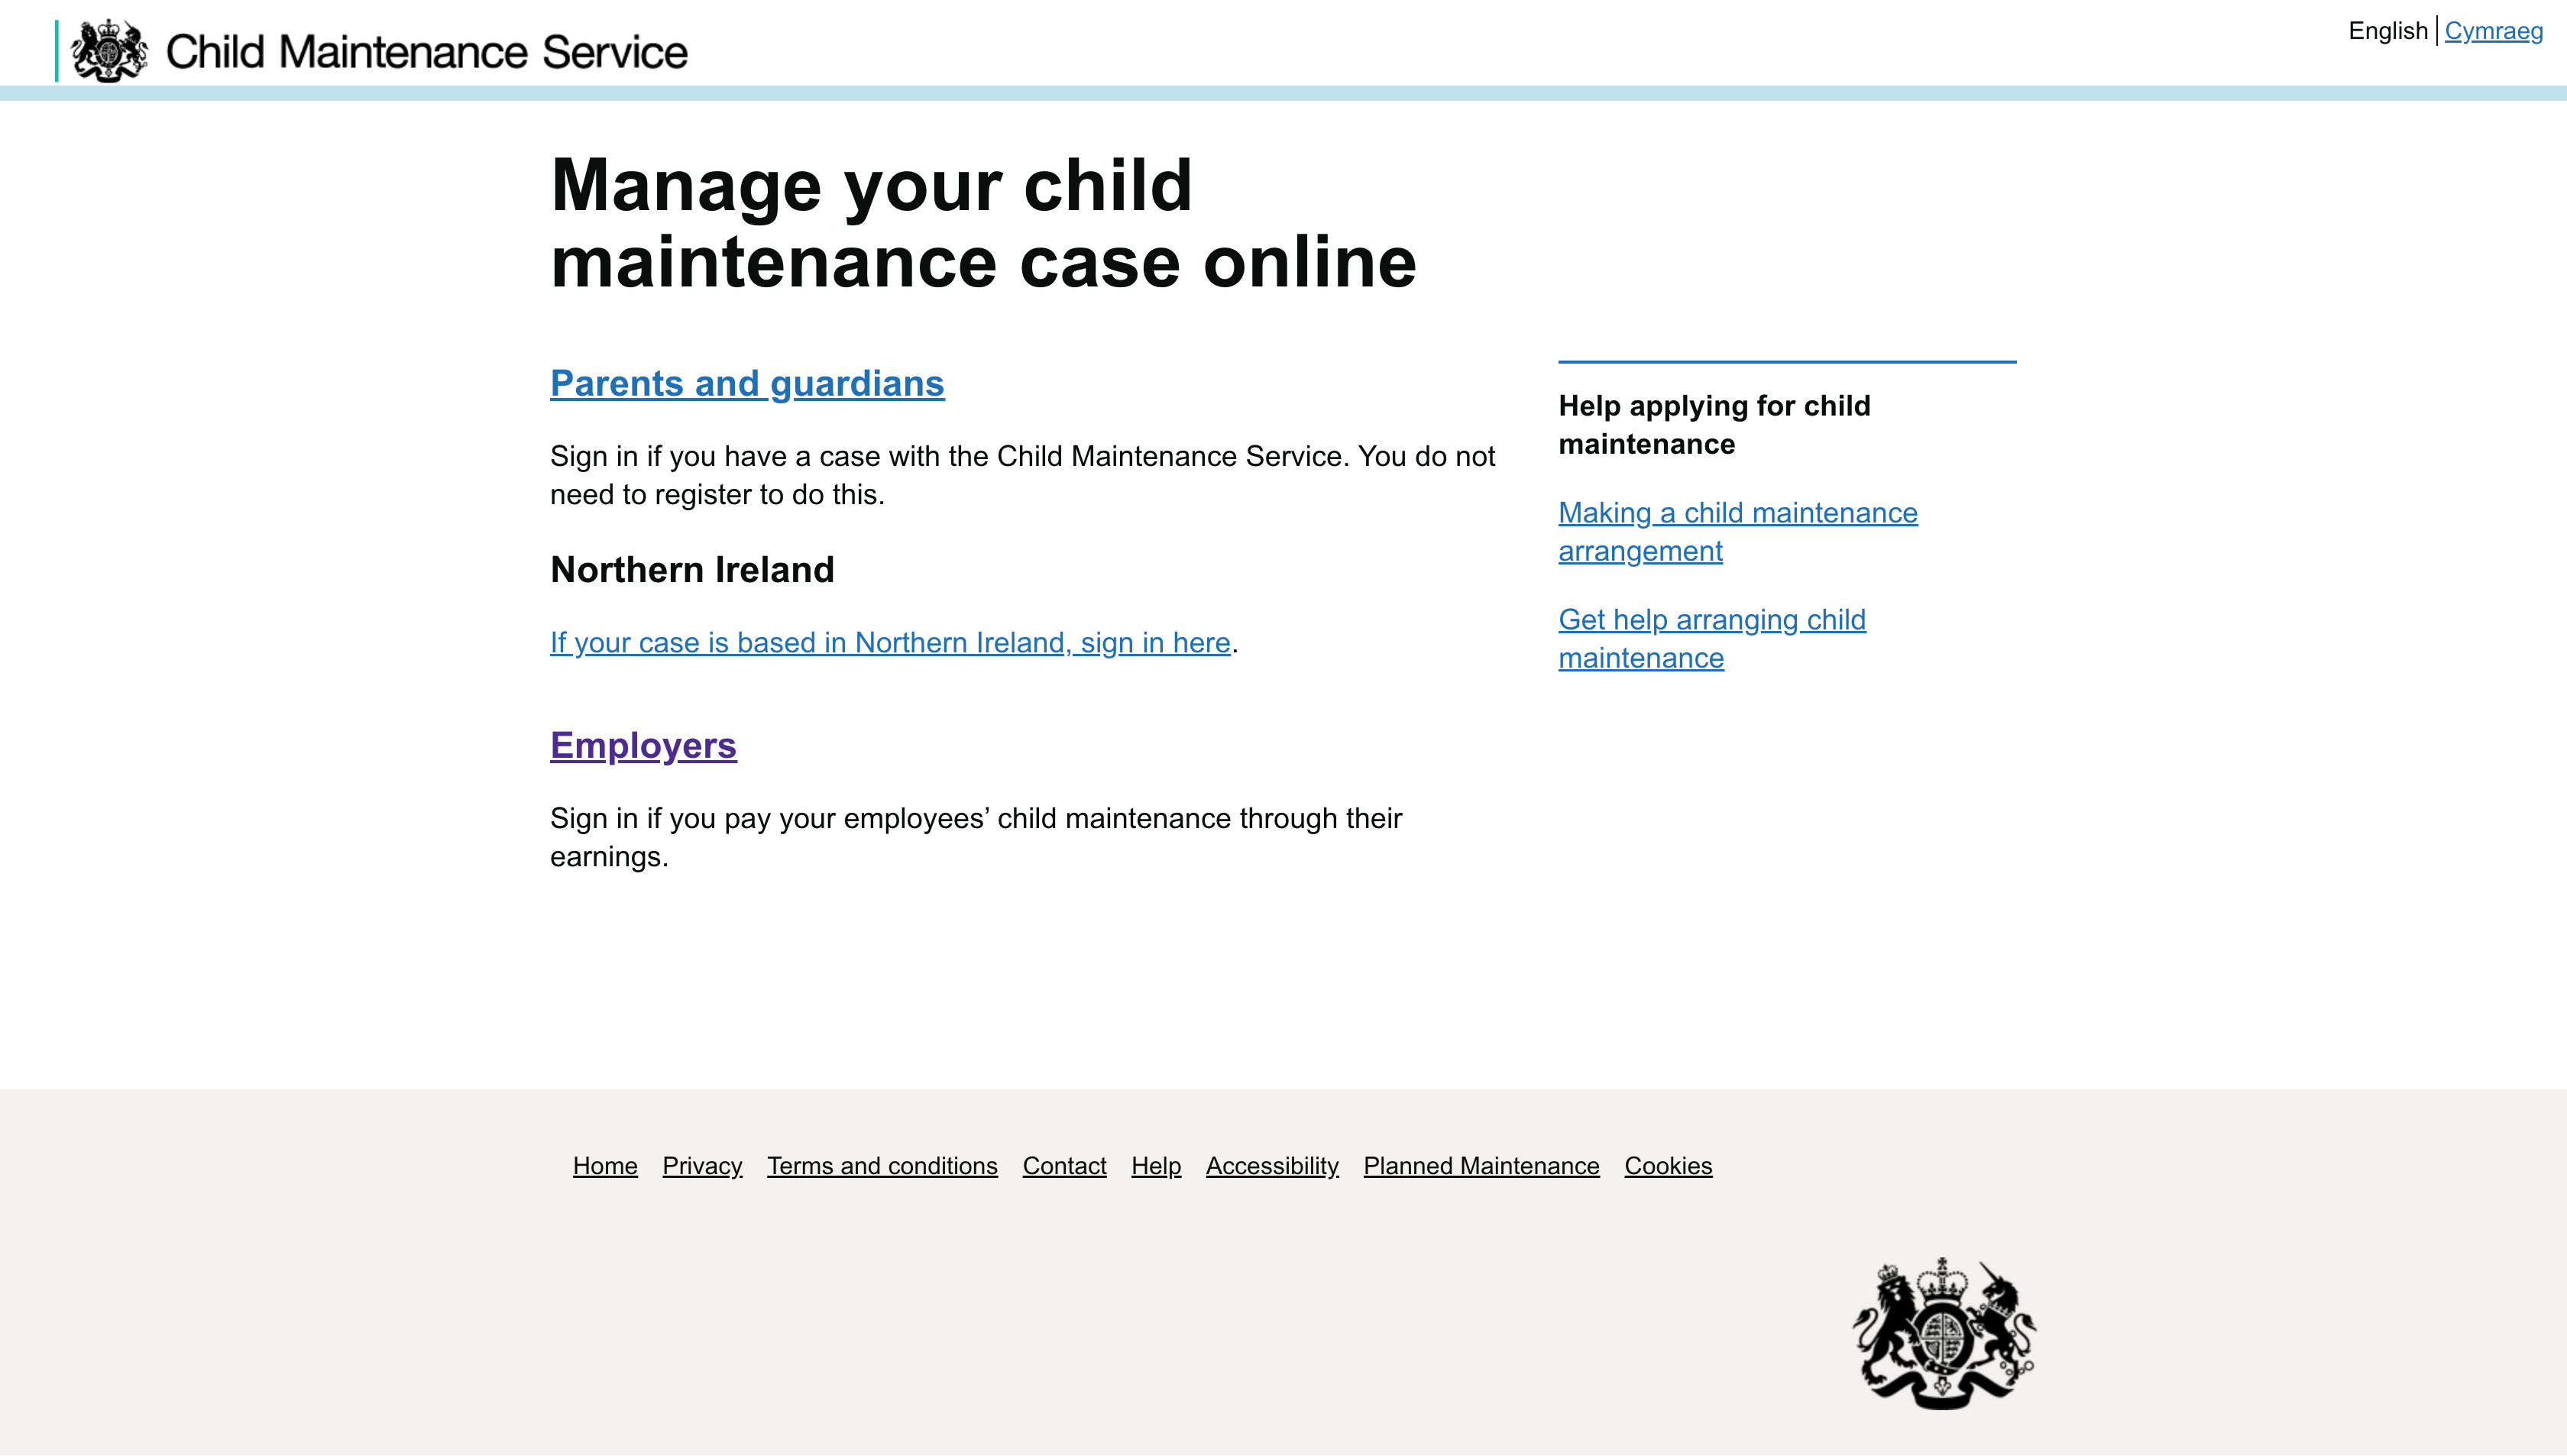 Child Maintenance Service
English | Cymraeg
Manage your child
maintenance case online
Parents and guardians
Sign in if you have a case with the Child Maintenance Service. You do not
need to register to do this.
Northern Ireland
If your case is based in Northern Ireland, sign in here.
Employers
Sign in if you pay your employees’ child maintenance through their
earnings.
Help applying for child
maintenance
Making a child maintenance
arrangement
Get help arranging child
maintenance
Home Privacy Terms and conditions Contact Help Accessibility Planned Maintenance Cookies